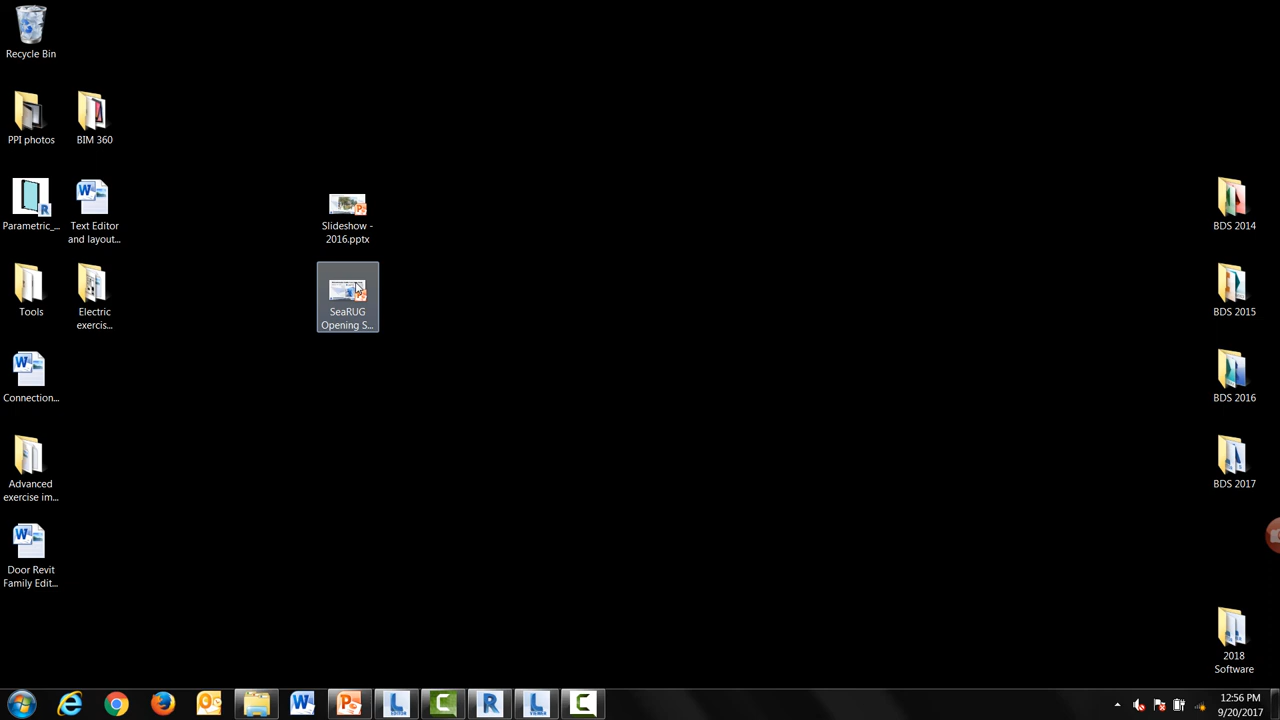 Recycle Bin
PPI photos
BIM 360
Parametric_...
Text Editor
and layout...
Tools
Electric
exercis...
Connection...
Advanced
exercise im...
Door Revit
Family Edit...
Slideshow -
2016.pptx
SeaRUG
Opening S...
BDS 2014
BDS 2015
BDS 2016
BDS 2017
2018
Software
EDITOR
VIEWER
12:56 PM
9/20/2017